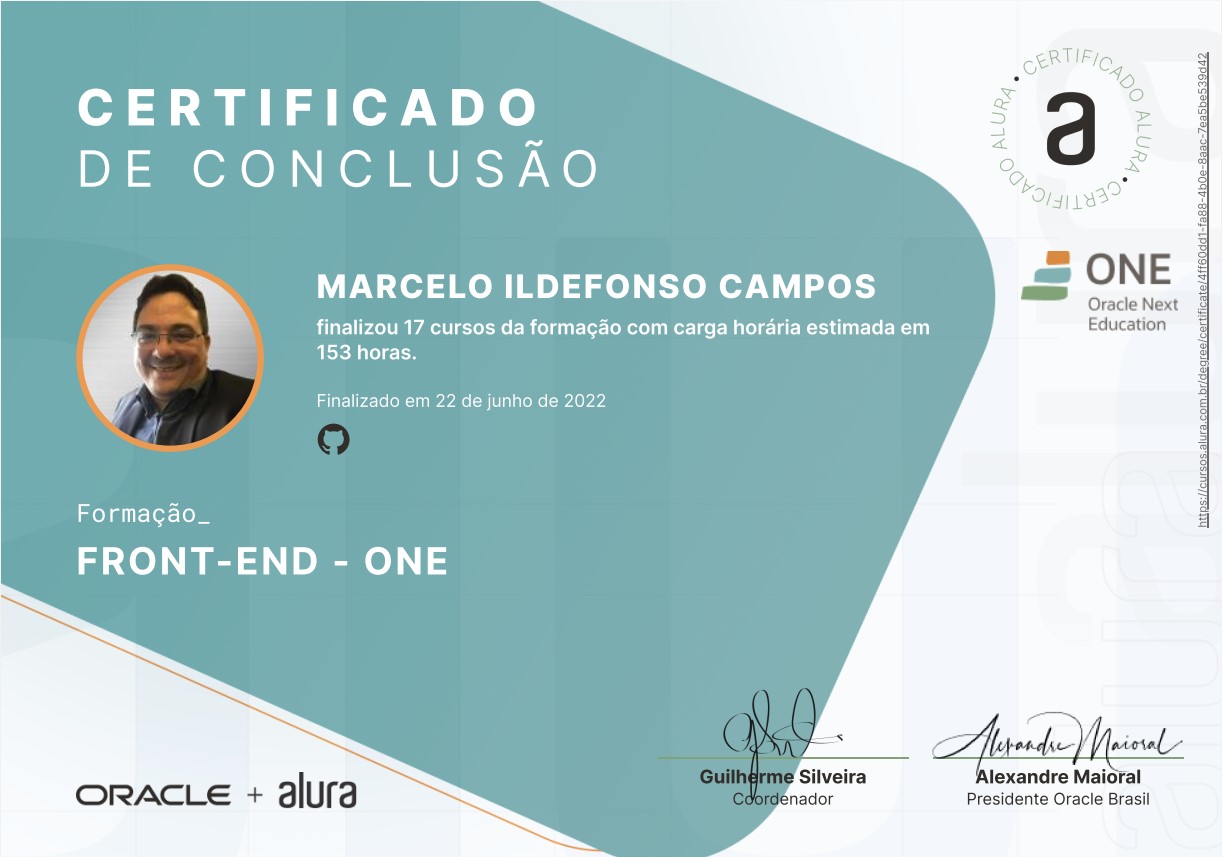 CERTIFICADO
DE CONCLUSÃO
CERTIFICADO ALURA • CERTIFICADO ALURA •
a
ONE
Oracle Next
Education
MARCELO ILDEFONSO CAMPOS
finalizou 17 cursos da formação com carga horária estimada em
153 horas.
Finalizado em 22 de junho de 2022
Formação_
FRONT-END - ONE
https://cursos.alura.com.br/degree/certificate/4ff60dd1-fa88-4b0e-8aac-7ea5be539d42
ORACLE + alura
Alexandre Maioral
Guilherme Silveira
Coordenador
Alexandre Maioral
Presidente Oracle Brasil
alura